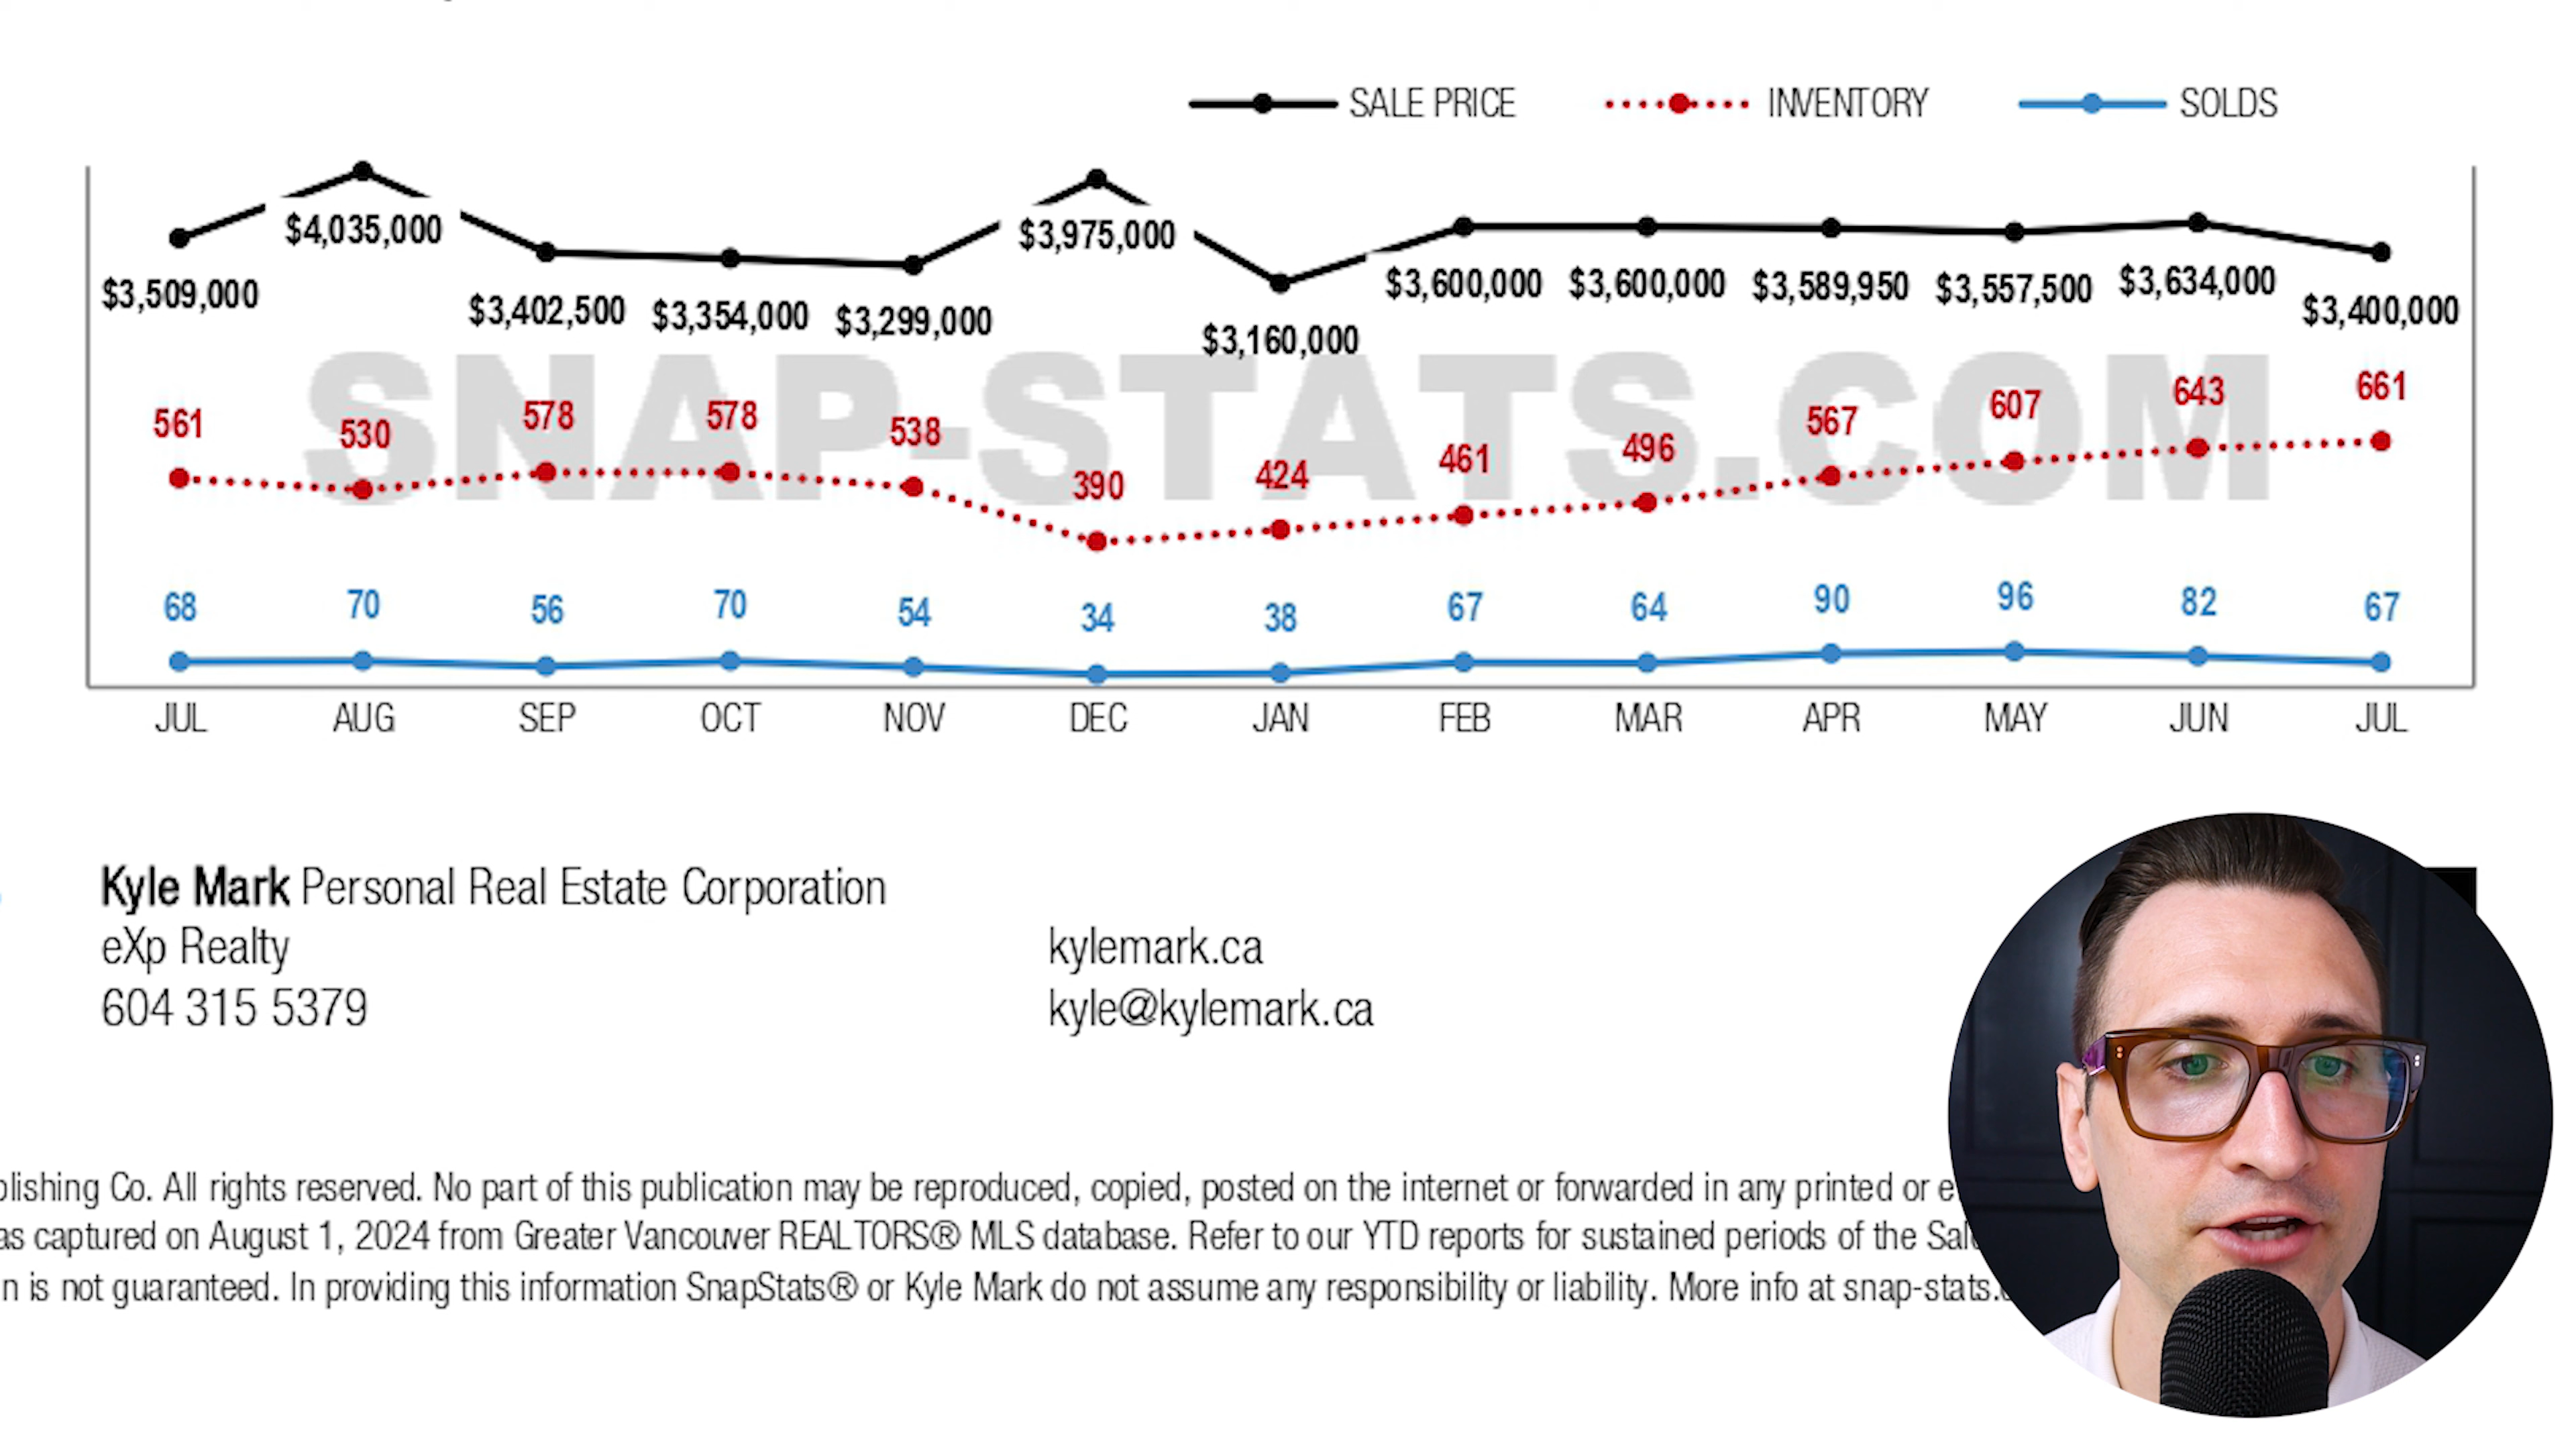 SALE PRICE INVENTORY SOLDS
$3,509,000 $4,035,000 $3,402,500 $3,354,000 $3,299,000 $3,975,000 $3,160,000 $3,600,000 $3,600,000 $3,589,950 $3,557,500 $3,634,000 $3,400,000
SNAP-STATS.COM
561 530 578 578 538 390 424 461 496 567 607 643 661
68 70 56 70 54 34 38 67 64 90 96 82 67
JUL AUG SEP OCT NOV DEC JAN FEB MAR APR MAY JUN JUL
Kyle Mark Personal Real Estate Corporation
eXp Realty kylemark.ca
604 315 5379 kyle@kylemark.ca
Co. All rights reserved. No part of this publication may be reproduced, copied, posted on the internet or forwarded in any printed or
captured on August 1, 2024 from Greater Vancouver REALTORS® MLS database. Refer to our YTD reports for sustained periods of the
is not guaranteed. In providing this information SnapStats® or Kyle Mark do not assume any responsibility or liability. More info at snap-stats.